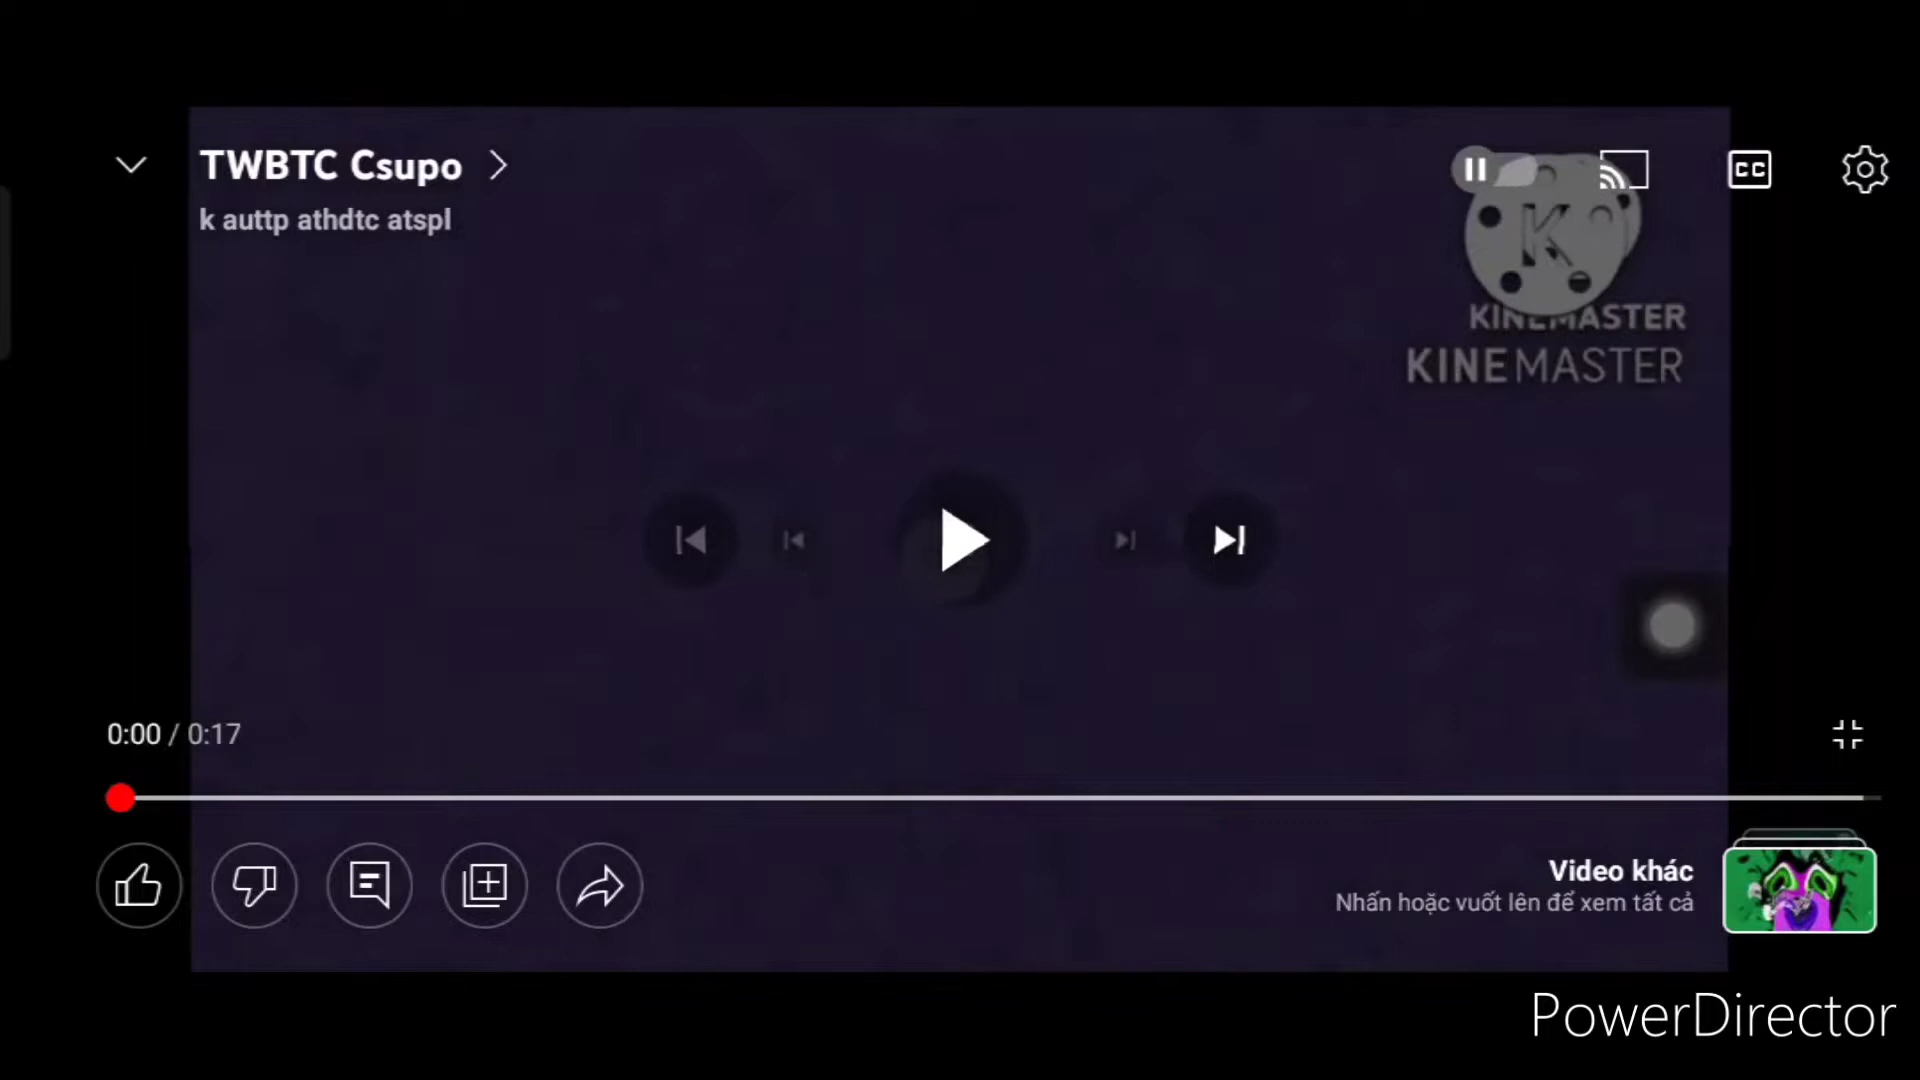 TWBTC Csupo
k auttp athdtc atspl
CC
K
KINEMASTER
KINEMASTER
0:00 / 0:17
Video khác
Nhấn hoặc vuốt lên để xem tất cả
PowerDirector